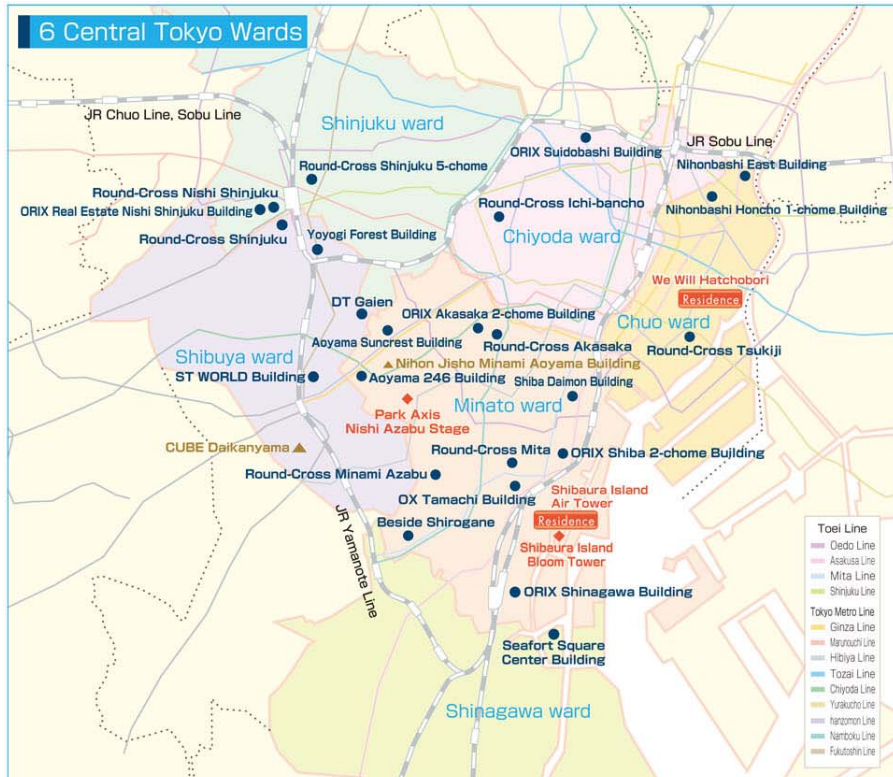 6 Central Tokyo Wards
JR Chuo Line, Sobu Line
Shinjuku ward
ORIX Suidobashi Building
JR Sobu Line
Nihonbashi East Building
Round-Cross Shinjuku 5-chome
Round-Cross Nishi Shinjuku
ORIX Real Estate Nishi Shinjuku Building
Round-Cross Ichi-bancho
Nihonbashi Honcho 1-chome Building
Round-Cross Shinjuku
Yoyogi Forest Building
Chiyoda ward
We Will Hatchobori
Residence
DT Gaien
ORIX Akasaka 2-chome Building
Chuo ward
Aoyama Suncrest Building
Round-Cross Akasaka
Round-Cross Tsukiji
Shibuya ward
Nihon Jisho Minami Aoyama Building
ST WORLD Building
Aoyama 246 Building
Shiba Daimon Building
Minato ward
Park Axis
Nishi Azabu Stage
CUBE Daikanyama
Round-Cross Mita
ORIX Shiba 2-chome Building
Round-Cross Minami Azabu
OX Tamachi Building
Shibaura Island
Air Tower
Residence
JR Yamanote Line
Beside Shirogane
Shibaura Island
Bloom Tower
ORIX Shinagawa Building
Seafort Square
Center Building
Shinagawa ward
Toei Line
Oedo Line
Asakusa Line
Mita Line
Shinjuku Line
Tokyo Metro Line
Ginza Line
Marunouchi Line
Hibiya Line
Tozai Line
Chiyoda Line
Yurakucho Line
hanzomon Line
Namboku Line
Fukutoshin Line